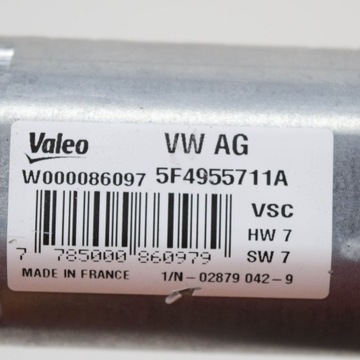 Valeo VW AG
W000086097 5F4955711A
VSC
HW 7
7 785000 860979 SW 7
MADE IN FRANCE 1/N-02879 042-9